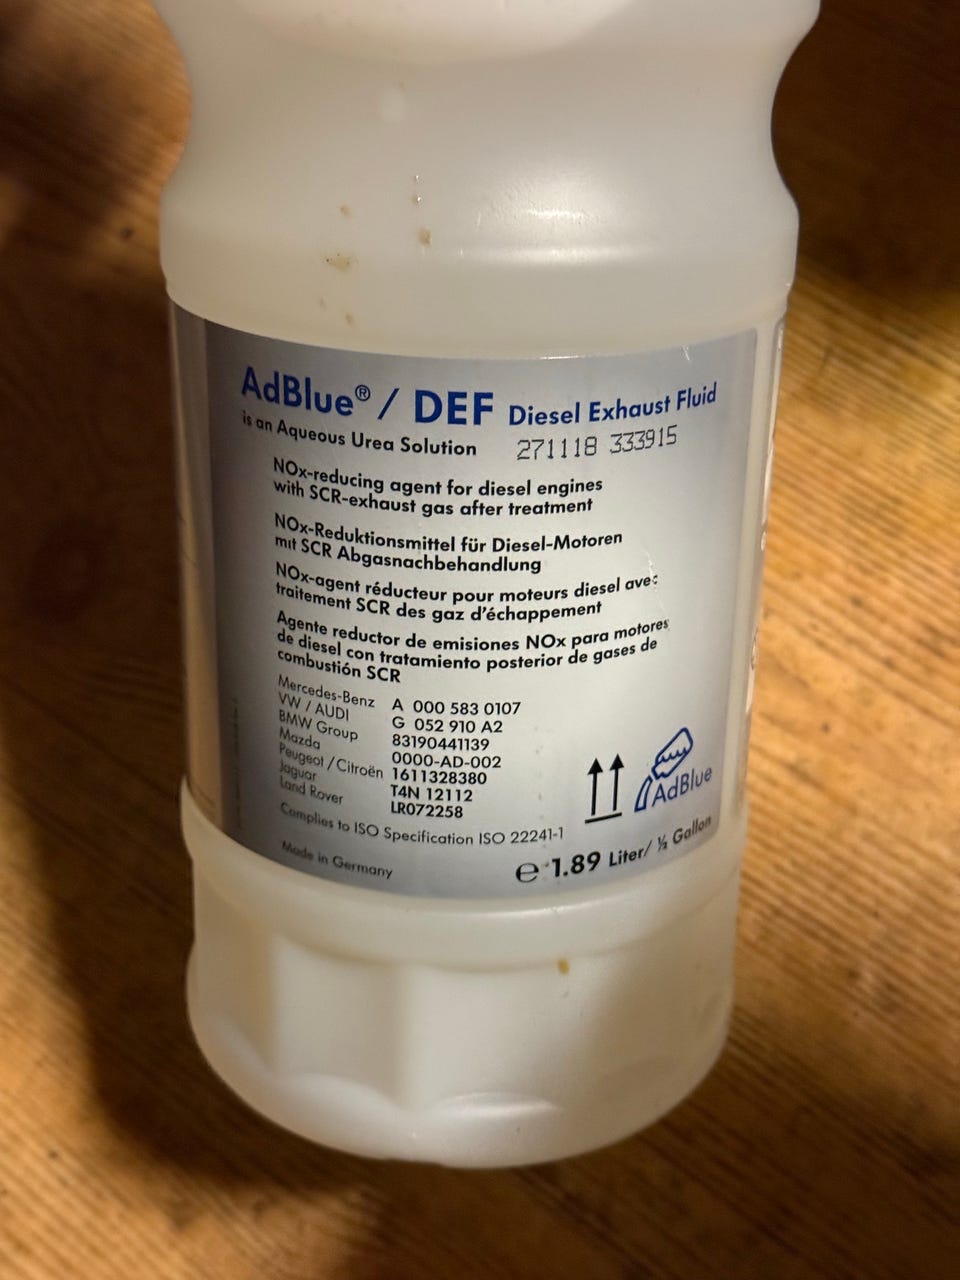 AdBlue® / DEF Diesel Exhaust Fluid
is an Aqueous Urea Solution
271118 333915
NOx-reducing agent for diesel engines
with SCR-exhaust gas after treatment
NOx-Reduktionsmittel für Diesel-Motoren
mit SCR Abgasnachbehandlung
NOx-agent réducteur pour moteurs diesel avec
traitement SCR des gaz d'échappement
Agente reductor de emisiones NOx para motores
de diesel con tratamiento posterior de gases de
combustión SCR
Mercedes-Benz A 000 583 0107
VW / AUDI G 052 910 A2
BMW Group 83190441139
Mazda 0000-AD-002
Peugeot / Citroën 1611328380
Jaguar T4N 12112
Land Rover LR072258
Complies to ISO Specification ISO 22241-1
AdBlue
Made in Germany
℮ 1.89 Liter/ ½ Gallon